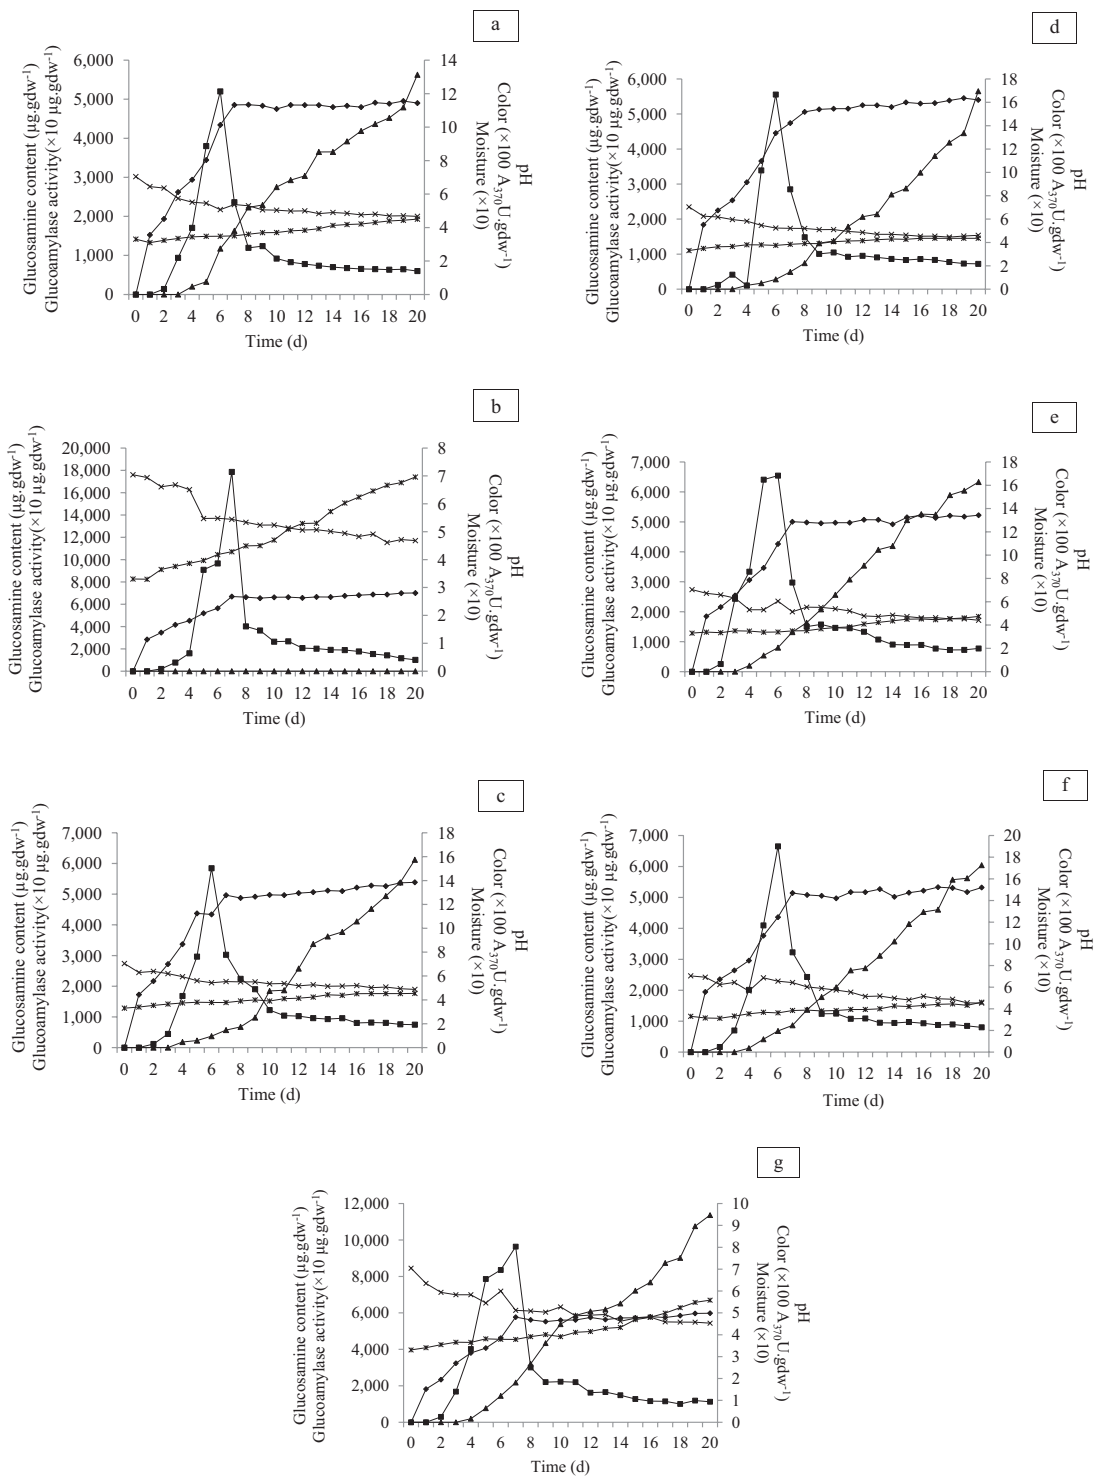 a
Glucosamine content (µg.gdw⁻¹)
Glucoamylase activity(×10 µg.gdw⁻¹)
6,000
5,000
4,000
3,000
2,000
1,000
0
14
12
10
8
6
4
2
0
pH
Color (×100 A₃₇₀U.gdw⁻¹)
Moisture (×10)
0 2 4 6 8 10 12 14 16 18 20
Time (d)
d
Glucosamine content (µg.gdw⁻¹)
Glucoamylase activity(×10 µg.gdw⁻¹)
6,000
5,000
4,000
3,000
2,000
1,000
0
18
16
14
12
10
8
6
4
2
0
pH
Color (×100 A₃₇₀U.gdw⁻¹)
Moisture (×10)
0 2 4 6 8 10 12 14 16 18 20
Time (d)
b
Glucosamine content (µg.gdw⁻¹)
Glucoamylase activity(×10 µg.gdw⁻¹)
20,000
18,000
16,000
14,000
12,000
10,000
8,000
6,000
4,000
2,000
0
8
7
6
5
4
3
2
1
0
pH
Color (×100 A₃₇₀U.gdw⁻¹)
Moisture (×10)
0 2 4 6 8 10 12 14 16 18 20
Time (d)
e
Glucosamine content (µg.gdw⁻¹)
Glucoamylase activity(×10 µg.gdw⁻¹)
7,000
6,000
5,000
4,000
3,000
2,000
1,000
0
18
16
14
12
10
8
6
4
2
0
pH
Color (×100 A₃₇₀U.gdw⁻¹)
Moisture (×10)
0 2 4 6 8 10 12 14 16 18 20
Time (d)
c
Glucosamine content (µg.gdw⁻¹)
Glucoamylase activity(×10 µg.gdw⁻¹)
7,000
6,000
5,000
4,000
3,000
2,000
1,000
0
18
16
14
12
10
8
6
4
2
0
pH
Color (×100 A₃₇₀U.gdw⁻¹)
Moisture (×10)
0 2 4 6 8 10 12 14 16 18 20
Time (d)
f
Glucosamine content (µg.gdw⁻¹)
Glucoamylase activity(×10 µg.gdw⁻¹)
7,000
6,000
5,000
4,000
3,000
2,000
1,000
0
20
18
16
14
12
10
8
6
4
2
0
pH
Color (×100 A₃₇₀U.gdw⁻¹)
Moisture (×10)
0 2 4 6 8 10 12 14 16 18 20
Time (d)
g
Glucosamine content (µg.gdw⁻¹)
Glucoamylase activity(×10 µg.gdw⁻¹)
12,000
10,000
8,000
6,000
4,000
2,000
0
10
9
8
7
6
5
4
3
2
1
0
pH
Color (×100 A₃₇₀U.gdw⁻¹)
Moisture (×10)
0 2 4 6 8 10 12 14 16 18 20
Time (d)